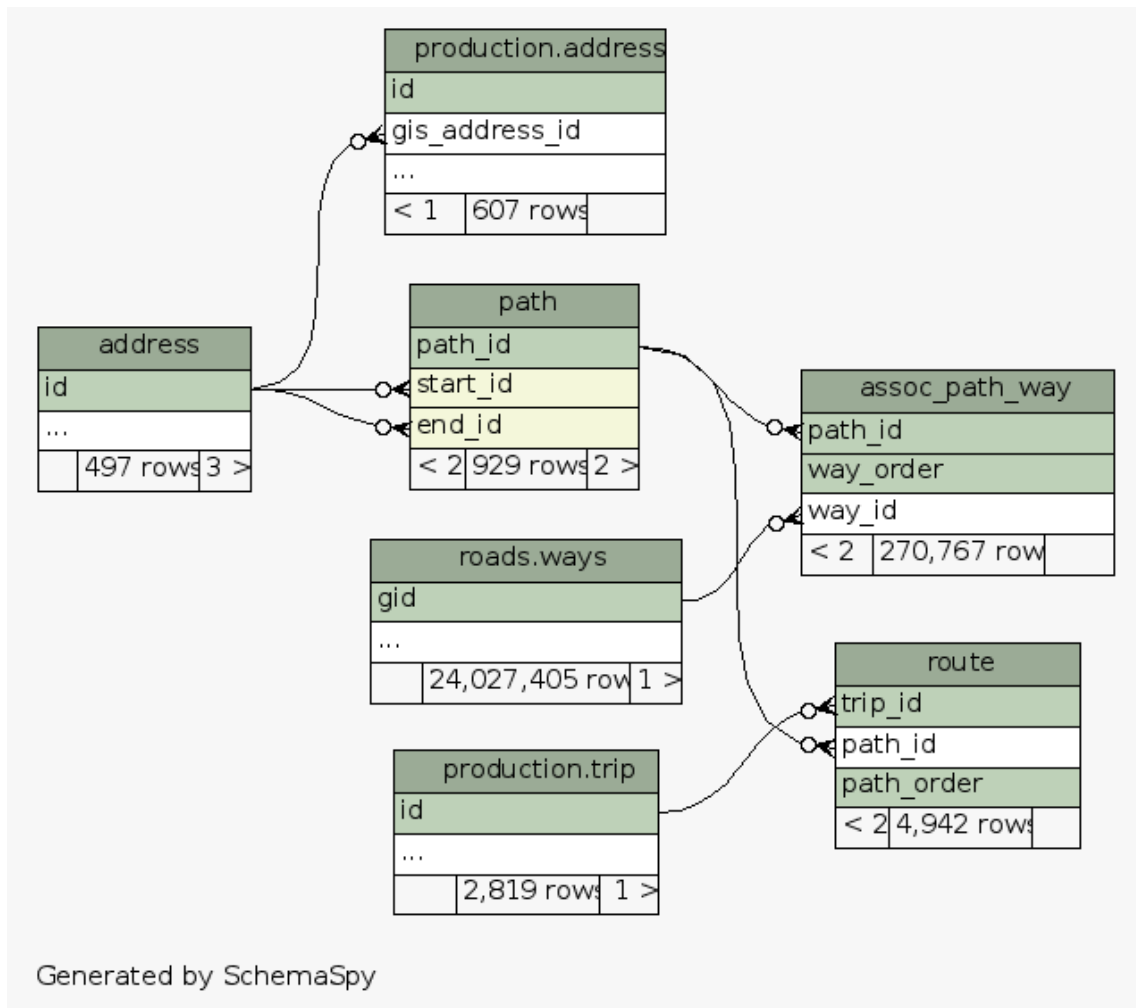 production.address
id
gis_address_id
...
< 1 607 rows
address
id
...
497 rows 3 >
path
path_id
start_id
end_id
< 2 929 rows 2 >
assoc_path_way
path_id
way_order
way_id
< 2 270,767 row
roads.ways
gid
...
24,027,405 row 1 >
route
trip_id
path_id
path_order
< 2 4,942 rows
production.trip
id
...
2,819 rows 1 >
Generated by SchemaSpy